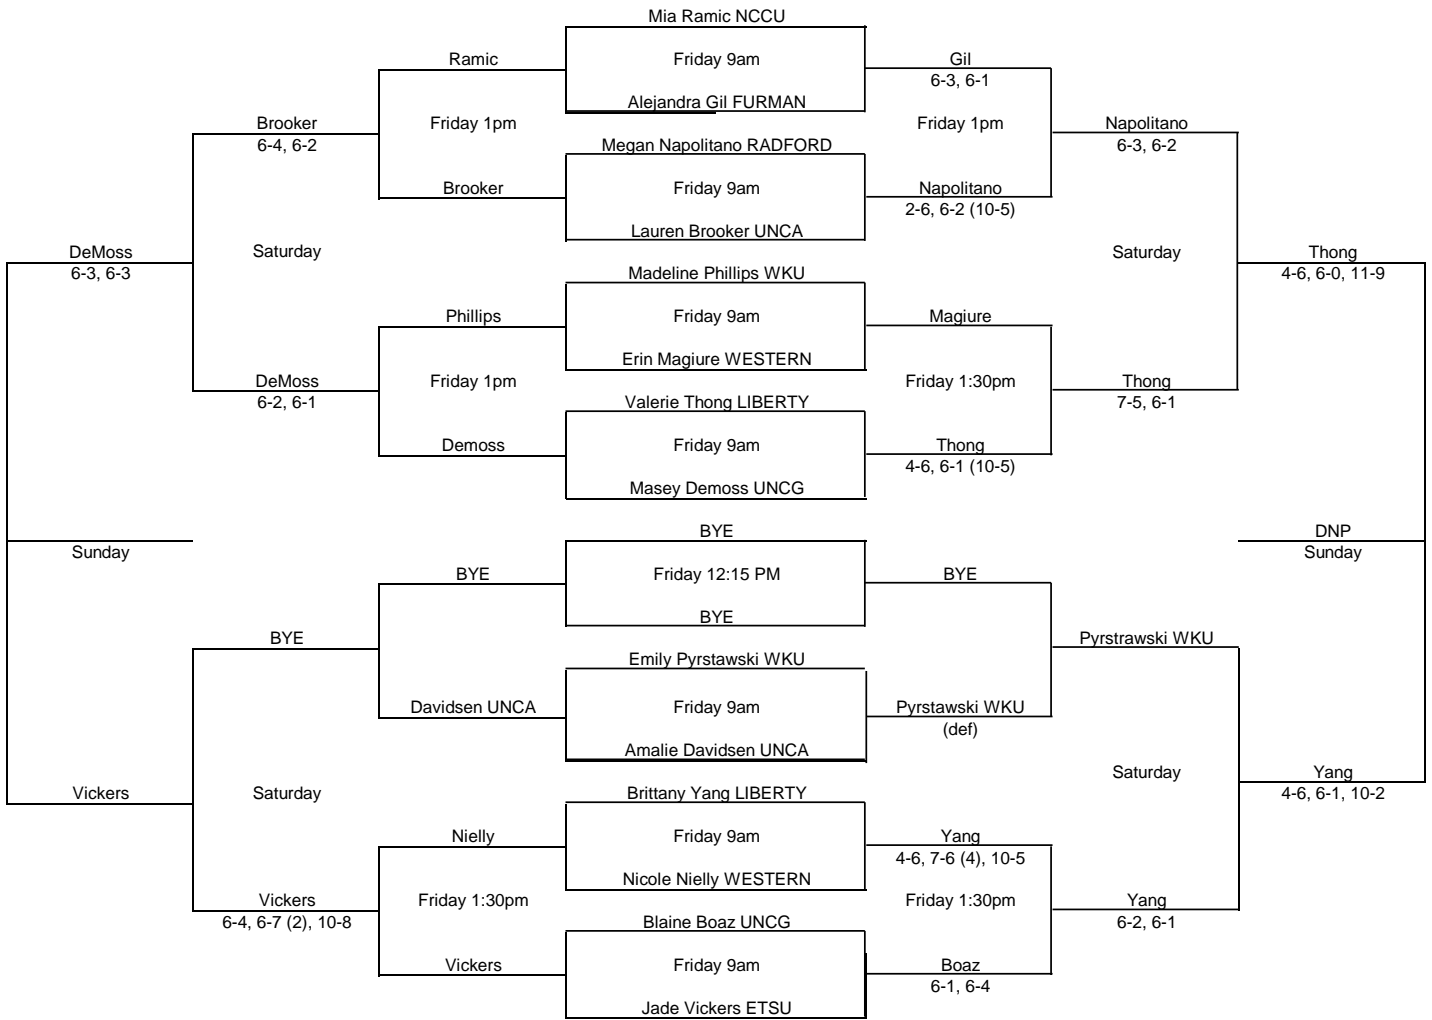 Mia Ramic NCCU
Ramic
Friday 9am
Gil
6-3, 6-1
Alejandra Gil FURMAN
Brooker
6-4, 6-2
Friday 1pm
Friday 1pm
Napolitano
6-3, 6-2
Megan Napolitano RADFORD
Brooker
Friday 9am
Napolitano
2-6, 6-2 (10-5)
Lauren Brooker UNCA
DeMoss
6-3, 6-3
Saturday
Saturday
Thong
4-6, 6-0, 11-9
Madeline Phillips WKU
Phillips
Friday 9am
Magiure
Erin Magiure WESTERN
DeMoss
6-2, 6-1
Friday 1pm
Friday 1:30pm
Thong
7-5, 6-1
Valerie Thong LIBERTY
Demoss
Friday 9am
Thong
4-6, 6-1 (10-5)
Masey Demoss UNCG
BYE
DNP
Sunday
Sunday
BYE
Friday 12:15 PM
BYE
BYE
BYE
Pyrstrawski WKU
Emily Pyrstawski WKU
Davidsen UNCA
Friday 9am
Pyrstawski WKU
(def)
Amalie Davidsen UNCA
Vickers
Saturday
Saturday
Yang
4-6, 6-1, 10-2
Brittany Yang LIBERTY
Nielly
Friday 9am
Yang
4-6, 7-6 (4), 10-5
Nicole Nielly WESTERN
Vickers
6-4, 6-7 (2), 10-8
Friday 1:30pm
Friday 1:30pm
Yang
6-2, 6-1
Blaine Boaz UNCG
Vickers
Friday 9am
Boaz
6-1, 6-4
Jade Vickers ETSU